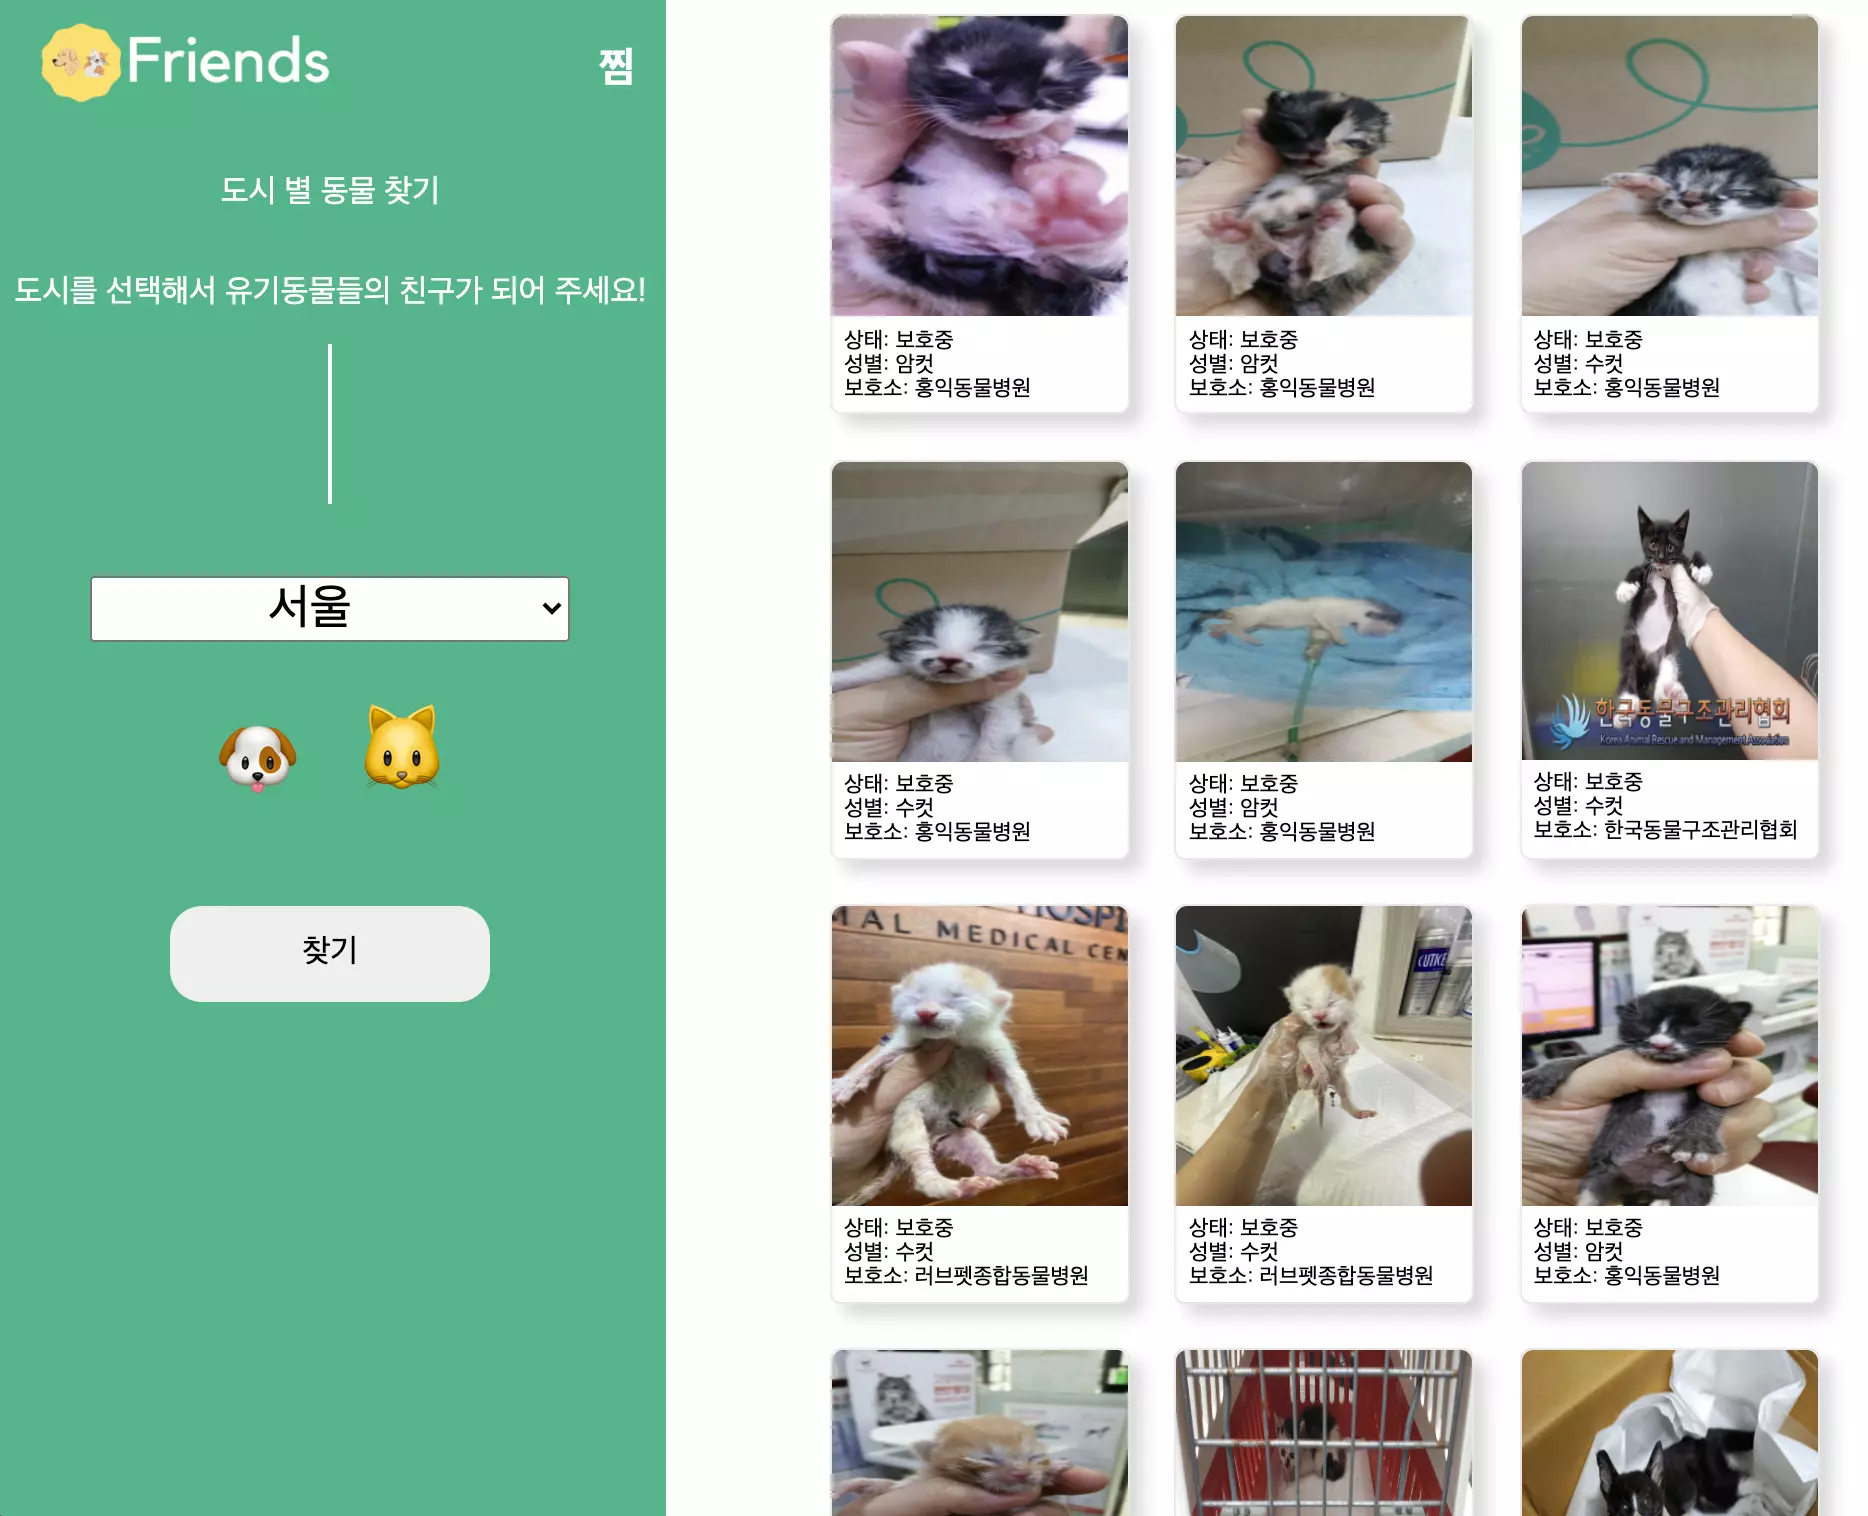 Friends
찜
도시 별 동물 찾기
도시를 선택해서 유기동물들의 친구가 되어 주세요!
서울
찾기
상태: 보호중
성별: 암컷
보호소: 홍익동물병원
상태: 보호중
성별: 암컷
보호소: 홍익동물병원
상태: 보호중
성별: 수컷
보호소: 홍익동물병원
상태: 보호중
성별: 수컷
보호소: 홍익동물병원
상태: 보호중
성별: 암컷
보호소: 홍익동물병원
한국동물구조관리협회
Korea Animal Rescue and Management Association
상태: 보호중
성별: 수컷
보호소: 한국동물구조관리협회
HOSPI
MAL MEDICAL CEN
상태: 보호중
성별: 수컷
보호소: 러브펫종합동물병원
CUTKE
상태: 보호중
성별: 수컷
보호소: 러브펫종합동물병원
상태: 보호중
성별: 암컷
보호소: 홍익동물병원